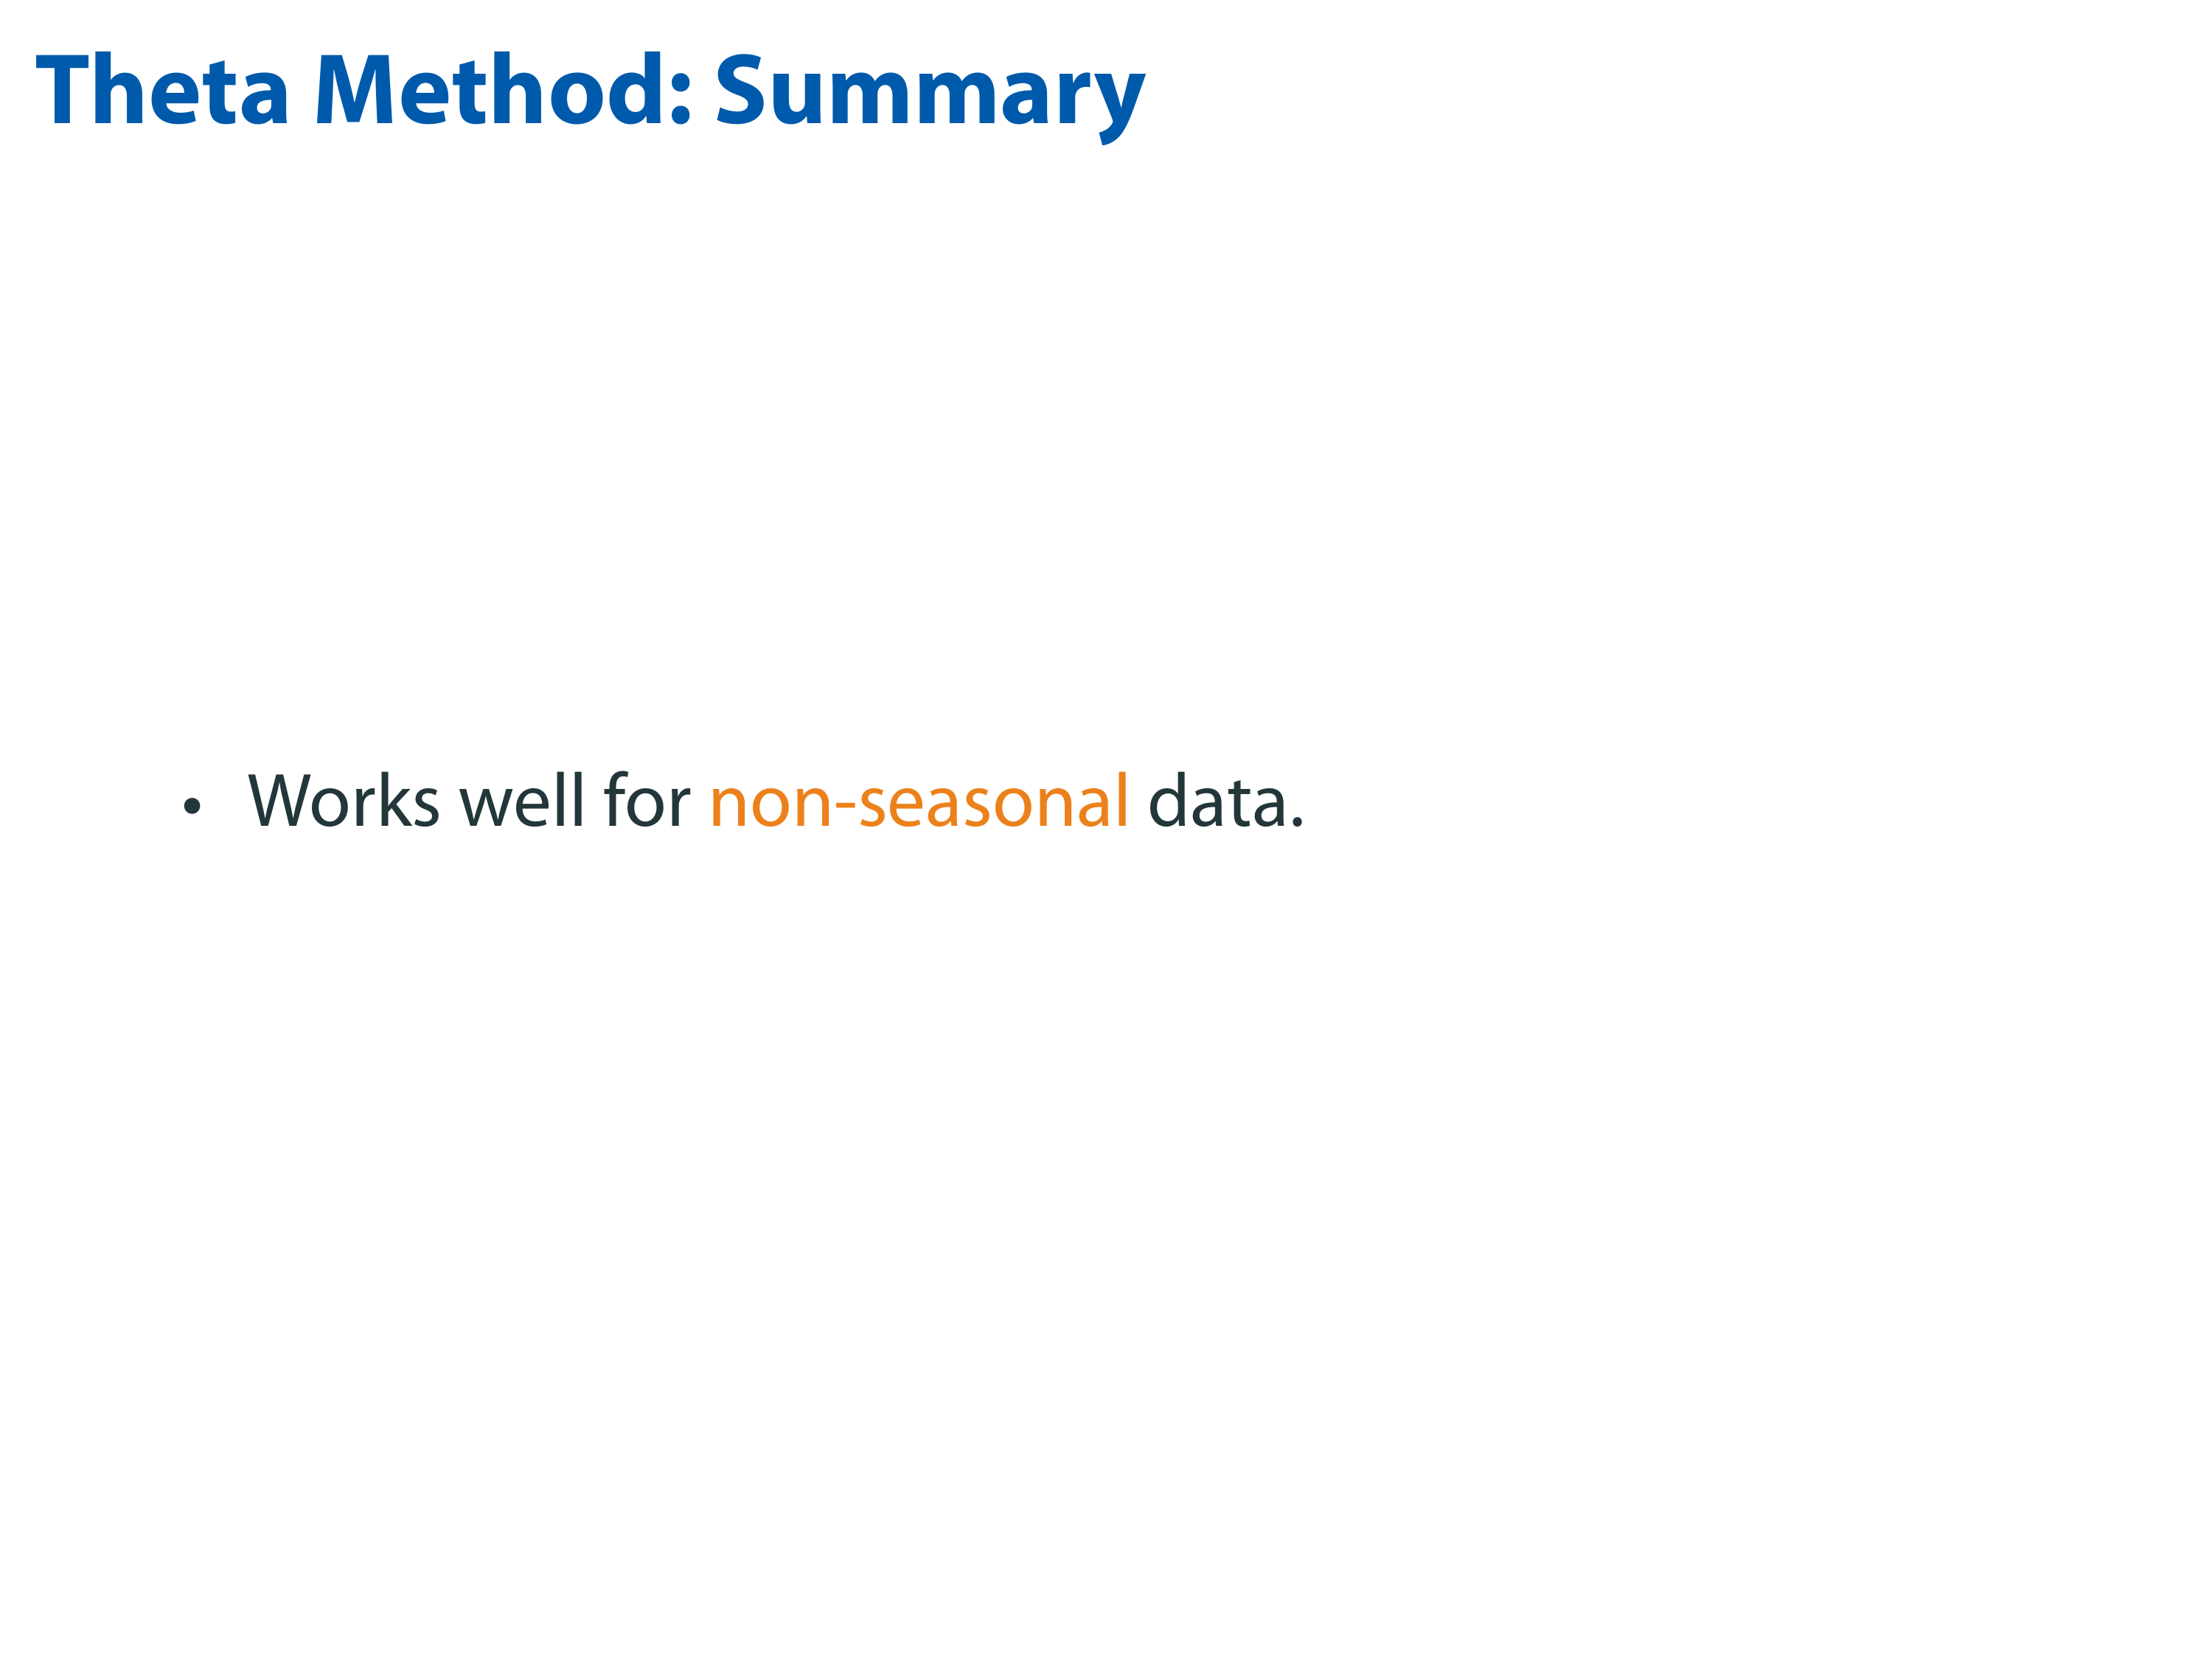 Theta Method: Summary
• Works well for non-seasonal data.